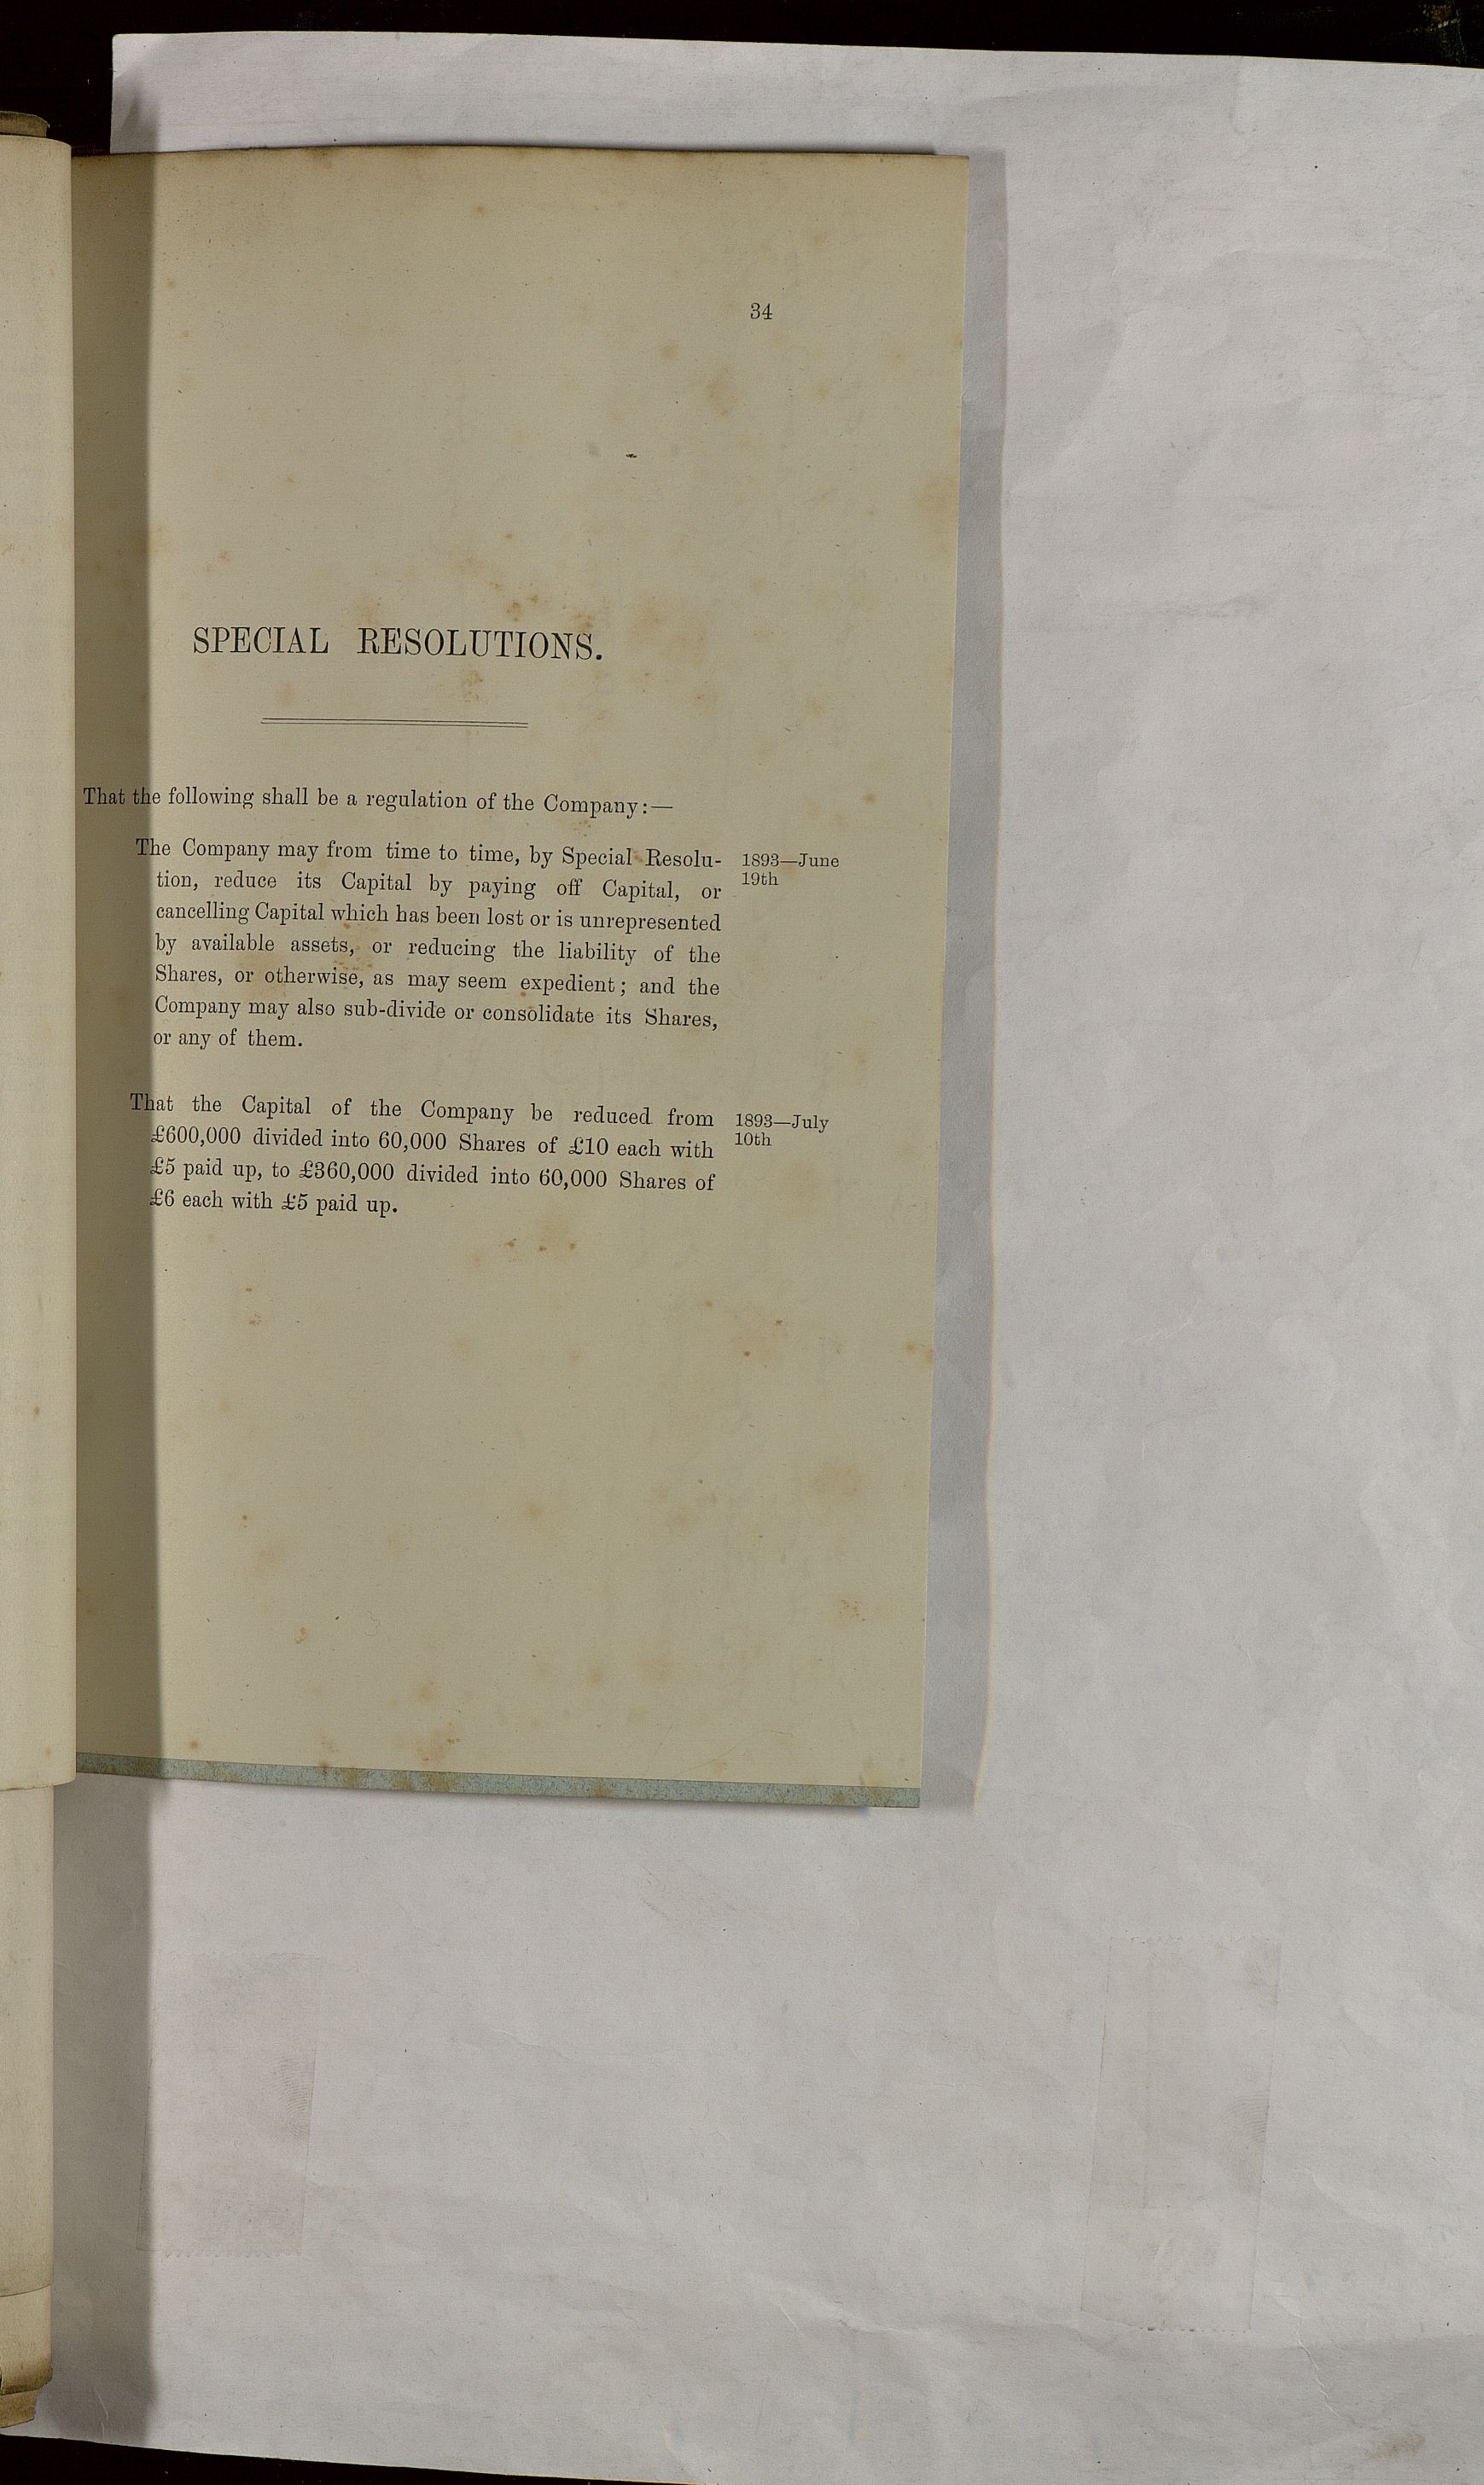 34
SPECIAL RESOLUTIONS.
That the following shall be a regulation of the Company:—
The Company may from time to time, by Special Resolu-
tion, reduce its Capital by paying off Capital, or
cancelling Capital which has been lost or is unrepresented
by available assets, or reducing the liability of the
Shares, or otherwise, as may seem expedient; and the
Company may also sub-divide or consolidate its Shares,
or any of them.
1893—June
19th
That the Capital of the Company be reduced from
£600,000 divided into 60,000 Shares of £10 each with
£5 paid up, to £360,000 divided into 60,000 Shares of
£6 each with £5 paid up.
1893—July
10th